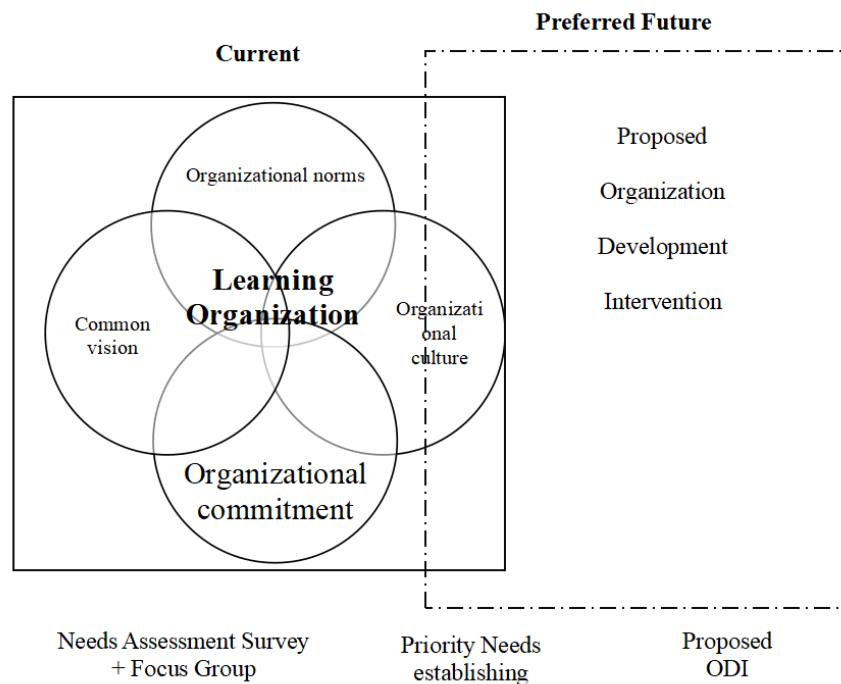 Preferred Future
Current
Proposed
Organization
Development
Intervention
Organizational norms
Learning
Organization
Common
vision
Organizati
onal
culture
Organizational
commitment
Needs Assessment Survey
+ Focus Group
Priority Needs
establishing
Proposed
ODI